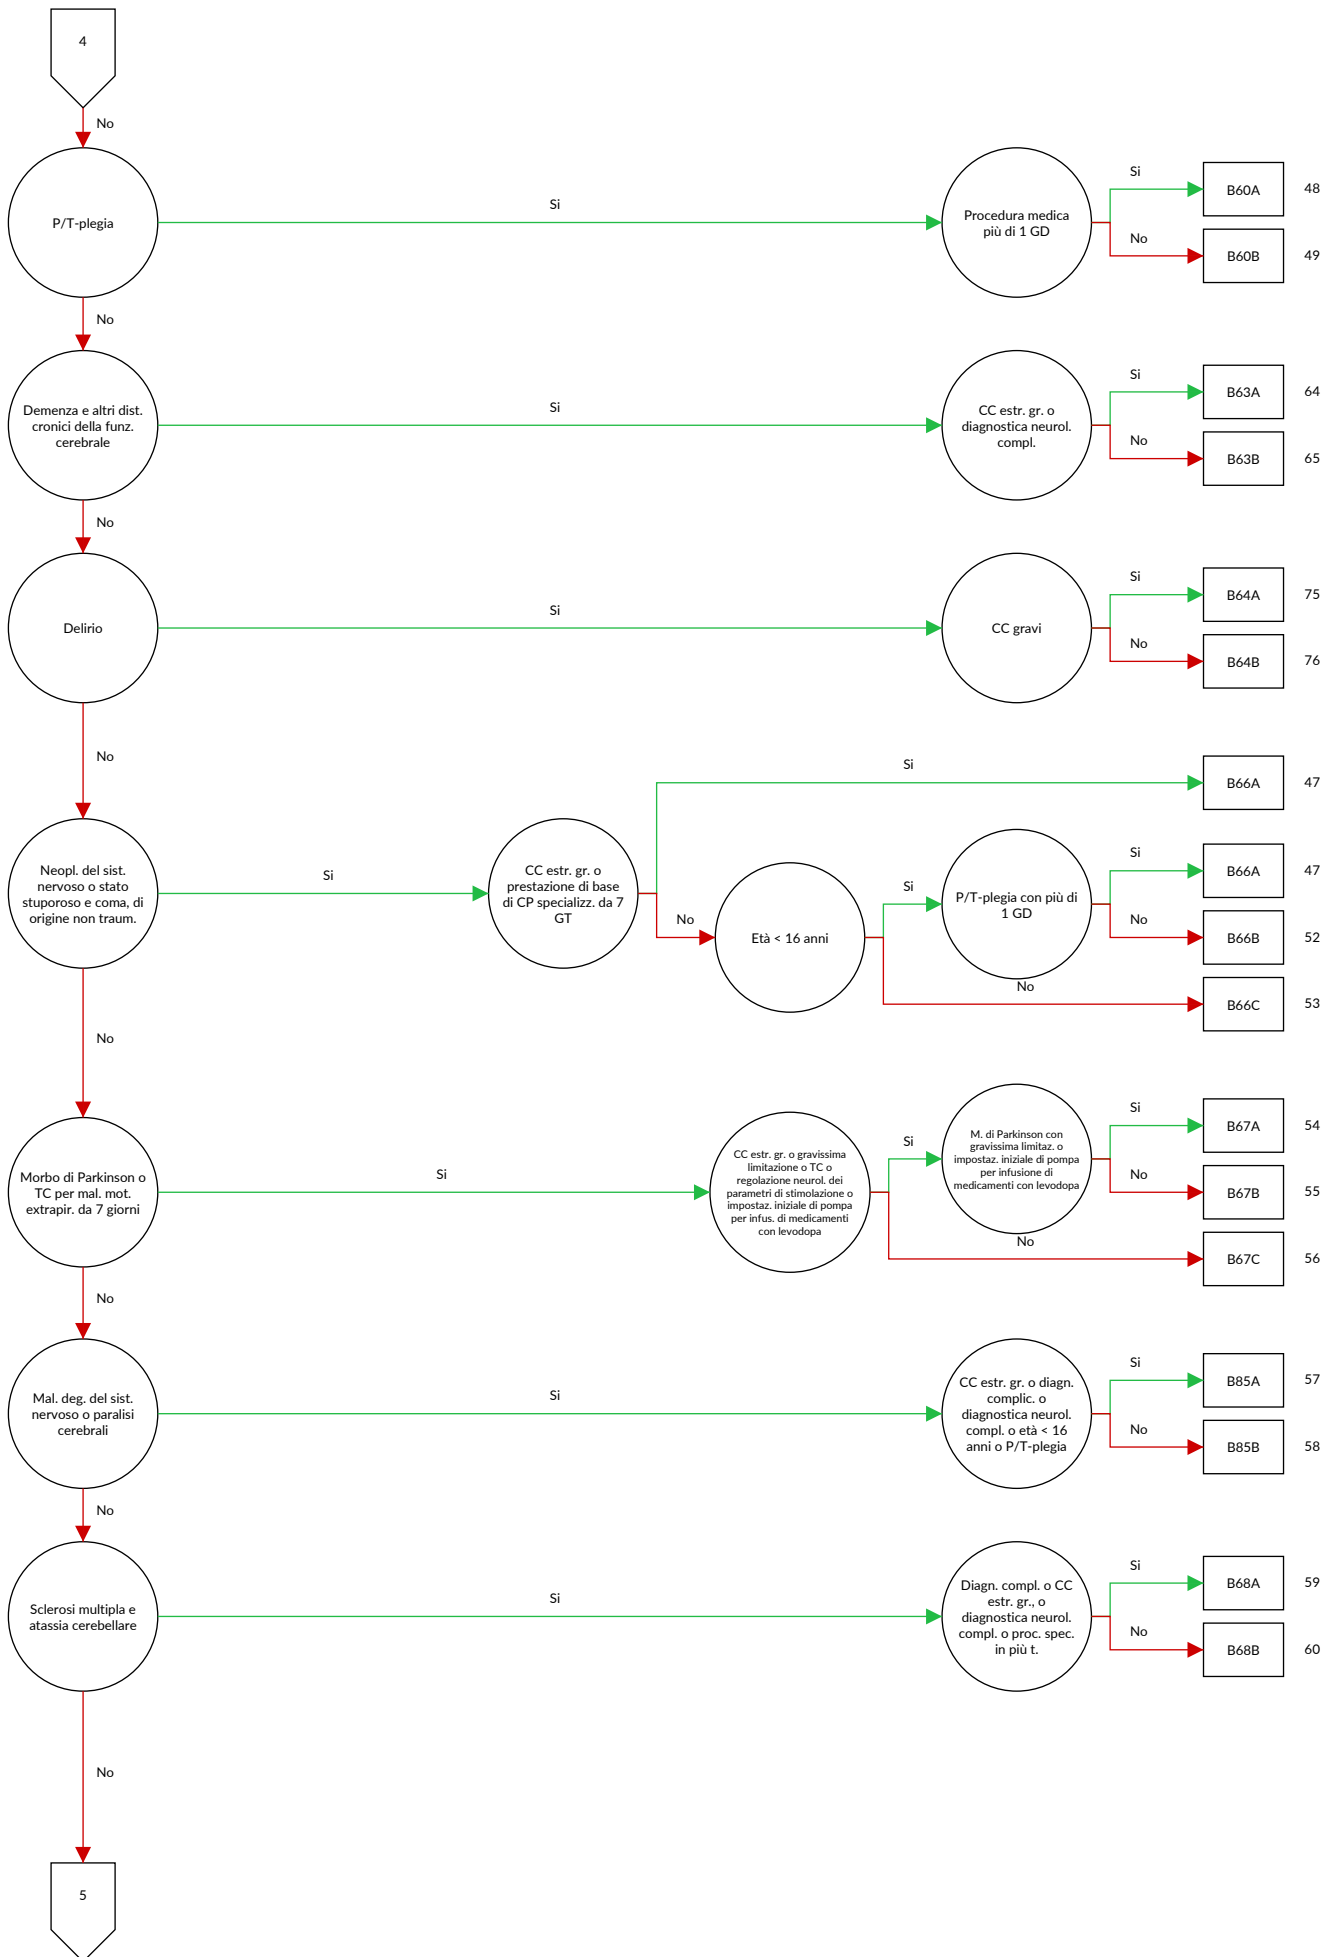 4
No
P/T-plegia
Si
Procedura medica
più di 1 GD
Si
B60A
48
No
B60B
49
No
Demenza e altri dist.
cronici della funz.
cerebrale
Si
CC estr. gr. o
diagnostica neurol.
compl.
Si
B63A
64
No
B63B
65
No
Delirio
Si
CC gravi
Si
B64A
75
No
B64B
76
No
Neopl. del sist.
nervoso o stato
stuporoso e coma, di
origine non traum.
Si
CC estr. gr. o
prestazione di base
di CP specializz. da 7
GT
Si
B66A
47
No
Età < 16 anni
Si
P/T-plegia con più di
1 GD
Si
B66A
47
No
B66B
52
No
B66C
53
No
Morbo di Parkinson o
TC per mal. mot.
extrapir. da 7 giorni
Si
CC estr. gr. o gravissima
limitazione o TC o
regolazione neurol. dei
parametri di stimolazione o
impostaz. iniziale di pompa
per infus. di medicamenti
con levodopa
Si
M. di Parkinson con
gravissima limitaz. o
impostaz. iniziale di pompa
per infusione di
medicamenti con levodopa
Si
B67A
54
No
B67B
55
No
B67C
56
No
Mal. deg. del sist.
nervoso o paralisi
cerebrali
Si
CC estr. gr. o diagn.
complic. o
diagnostica neurol.
compl. o età < 16
anni o P/T-plegia
Si
B85A
57
No
B85B
58
No
Sclerosi multipla e
atassia cerebellare
Si
Diagn. compl. o CC
estr. gr., o
diagnostica neurol.
compl. o proc. spec.
in più t.
Si
B68A
59
No
B68B
60
No
5